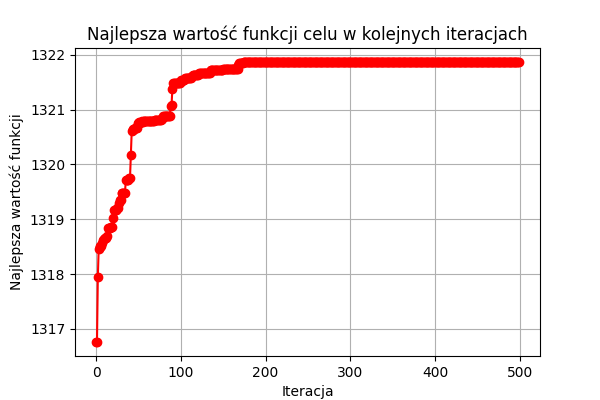 Najlepsza wartość funkcji celu w kolejnych iteracjach
1322
1321
1320
1319
1318
1317
Najlepsza wartość funkcji
0 100 200 300 400 500
Iteracja